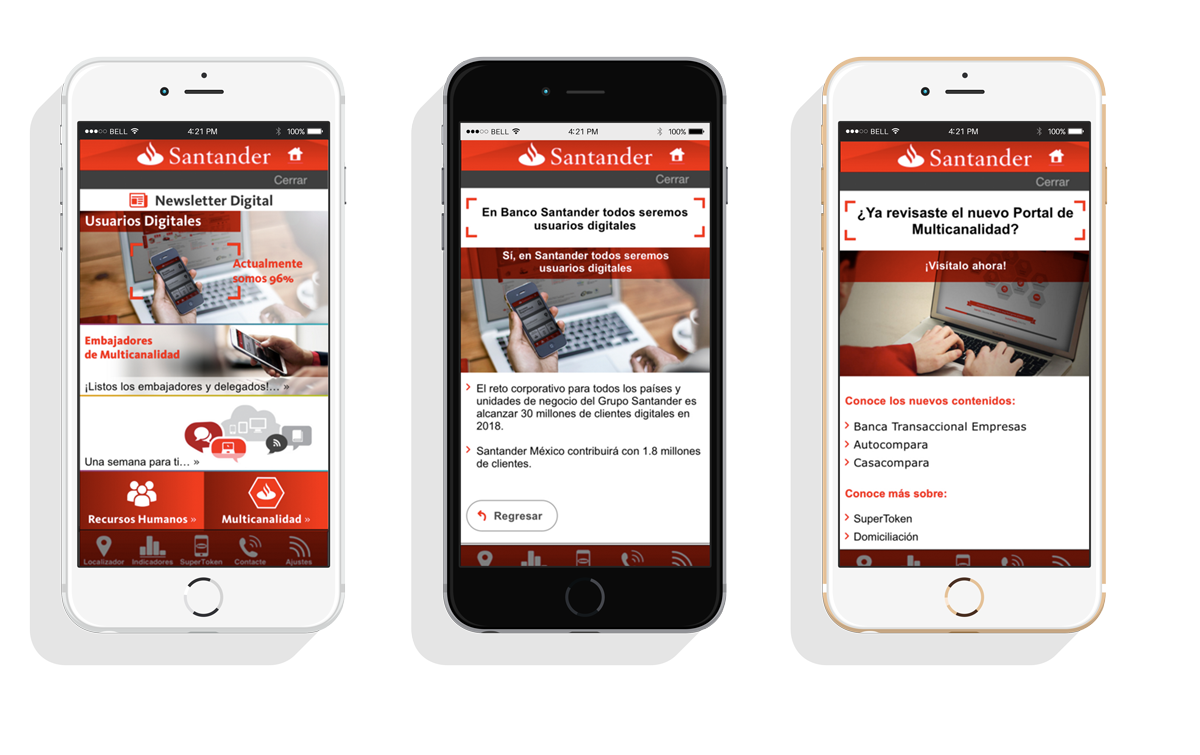 ●●●○○ BELL 4:21 PM 100%
Santander
Cerrar
Newsletter Digital
Usuarios Digitales
Actualmente
somos 96%
Embajadores
de Multicanalidad
¡Listos los embajadores y delegados!... »
Una semana para ti... »
Recursos Humanos »
Multicanalidad »
Localizador Indicadores SuperToken Contacte Ajustes
●●●○○ BELL 4:21 PM 100%
Santander
Cerrar
En Banco Santander todos seremos
usuarios digitales
Sí, en Santander todos seremos
usuarios digitales
El reto corporativo para todos los países y
unidades de negocio del Grupo Santander es
alcanzar 30 millones de clientes digitales en
2018.
Santander México contribuirá con 1.8 millones
de clientes.
Regresar
●●●○○ BELL 4:21 PM 100%
Santander
Cerrar
¿Ya revisaste el nuevo Portal de
Multicanalidad?
¡Visítalo ahora!
Conoce los nuevos contenidos:
Banca Transaccional Empresas
Autocompara
Casacompara
Conoce más sobre:
SuperToken
Domiciliación